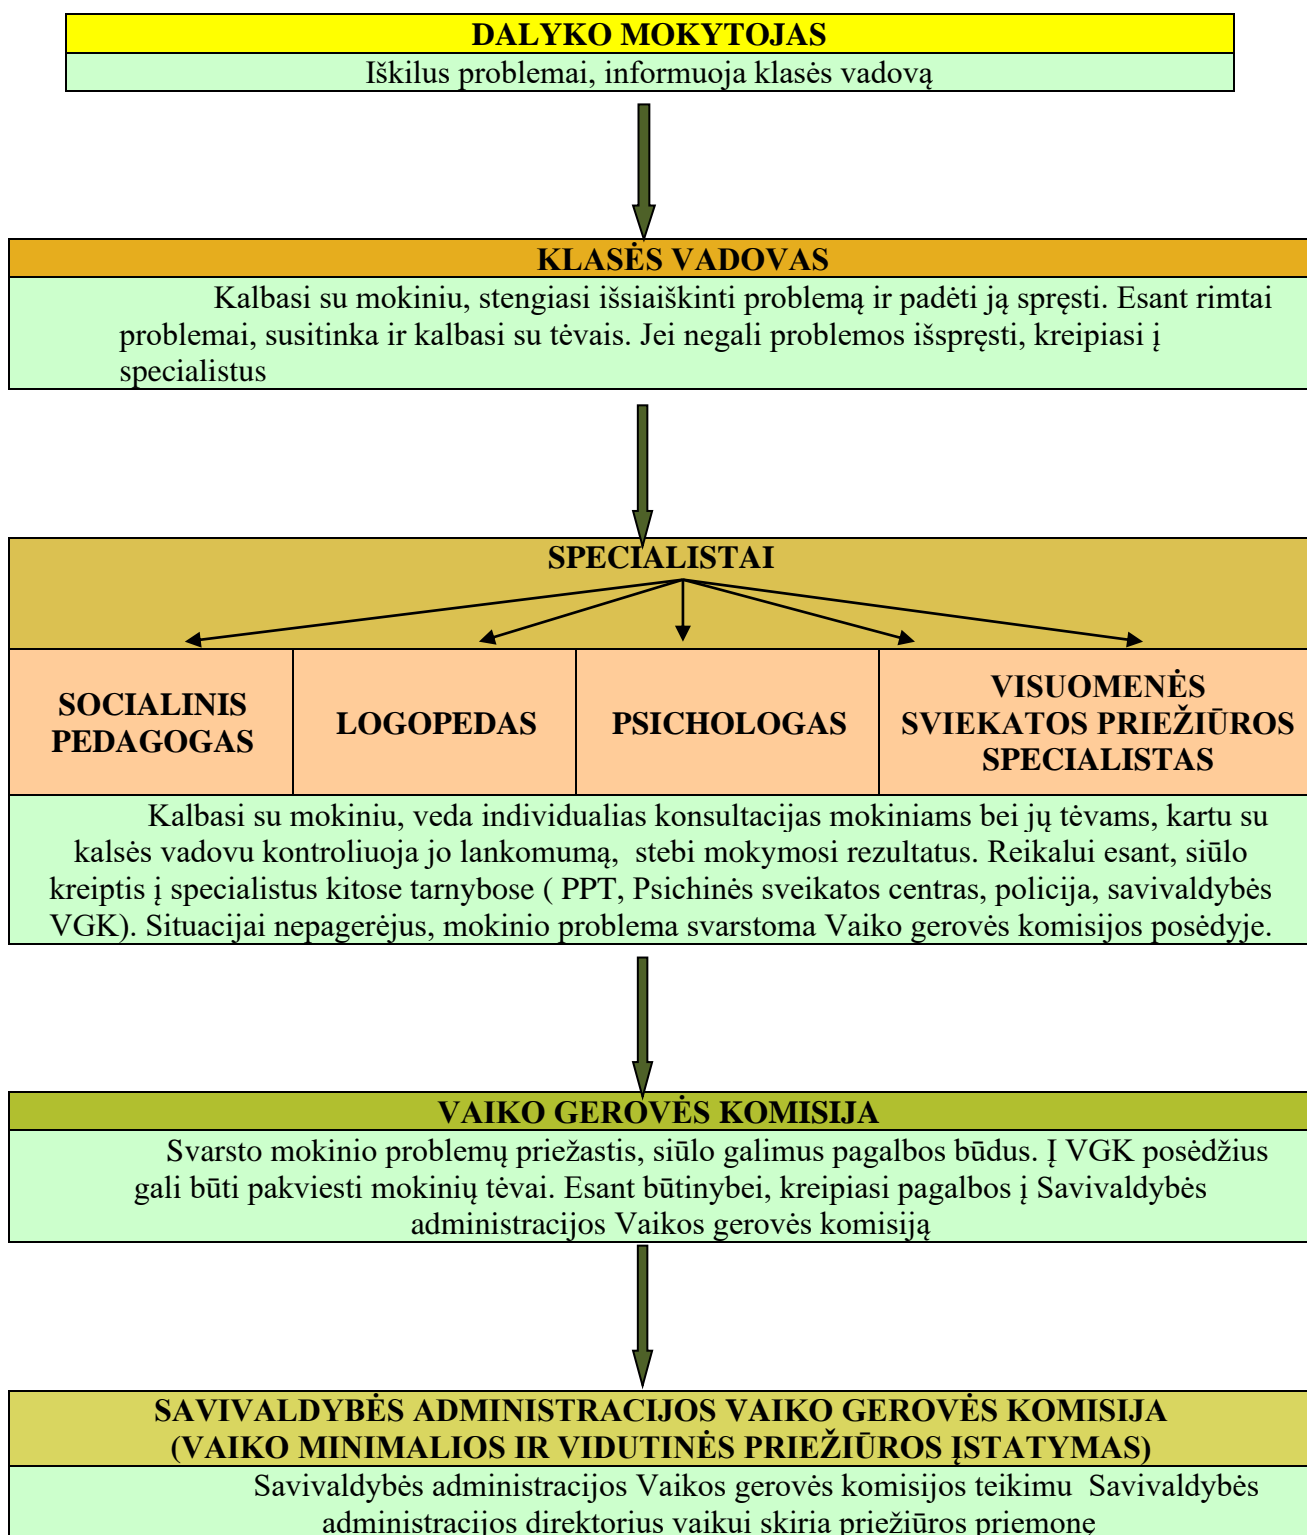 DALYKO MOKYTOJAS
Iškilus problemai, informuoja klasės vadovą
KLASĖS VADOVAS
Kalbasi su mokiniu, stengiasi išsiaiškinti problemą ir padėti ją spręsti. Esant rimtai
problemai, susitinka ir kalbasi su tėvais. Jei negali problemos išspręsti, kreipiasi į
specialistus
SPECIALISTAI
SOCIALINIS
PEDAGOGAS
LOGOPEDAS
PSICHOLOGAS
VISUOMENĖS
SVIEKATOS PRIEŽIŪROS
SPECIALISTAS
Kalbasi su mokiniu, veda individualias konsultacijas mokiniams bei jų tėvams, kartu su
kalsės vadovu kontroliuoja jo lankomumą, stebi mokymosi rezultatus. Reikalui esant, siūlo
kreiptis į specialistus kitose tarnybose ( PPT, Psichinės sveikatos centras, policija, savivaldybės
VGK). Situacijai nepagerėjus, mokinio problema svarstoma Vaiko gerovės komisijos posėdyje.
VAIKO GEROVĖS KOMISIJA
Svarsto mokinio problemų priežastis, siūlo galimus pagalbos būdus. Į VGK posėdžius
gali būti pakviesti mokinių tėvai. Esant būtinybei, kreipiasi pagalbos į Savivaldybės
administracijos Vaikos gerovės komisiją
SAVIVALDYBĖS ADMINISTRACIJOS VAIKO GEROVĖS KOMISIJA
(VAIKO MINIMALIOS IR VIDUTINĖS PRIEŽIŪROS ĮSTATYMAS)
Savivaldybės administracijos Vaikos gerovės komisijos teikimu Savivaldybės
administracijos direktorius vaikui skiria priežiūros priemonę